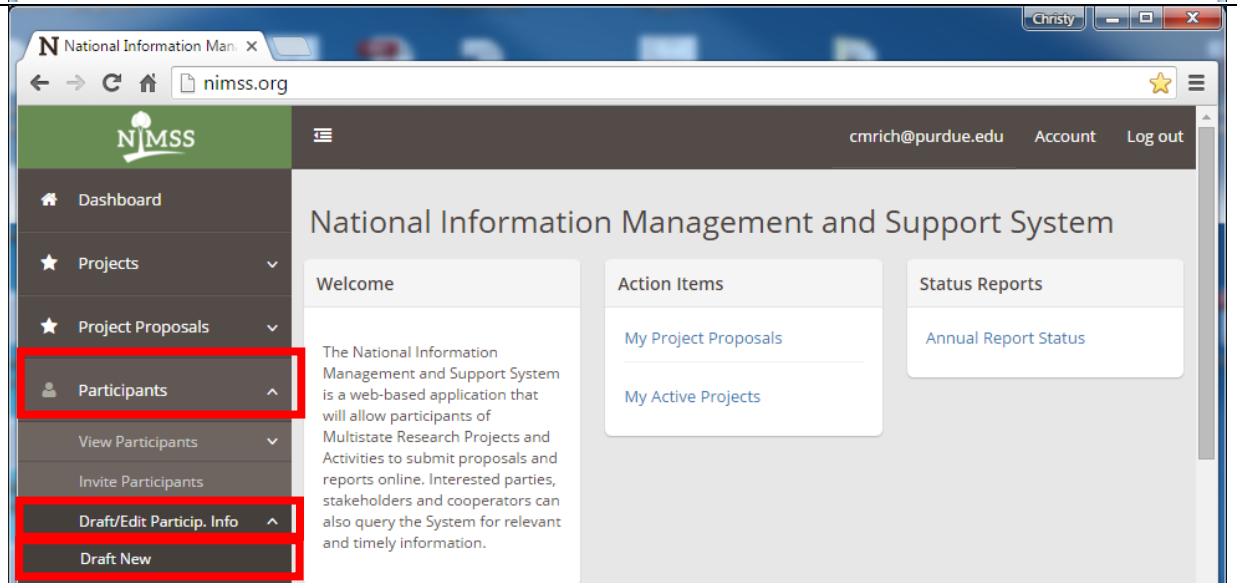 Christy
National Information Man
nimss.org
NIMSS
cmrich@purdue.edu Account Log out
Dashboard
Projects
Project Proposals
Participants
View Participants
Invite Participants
Draft/Edit Particip. Info
Draft New
National Information Management and Support System
Welcome
The National Information
Management and Support System
is a web-based application that
will allow participants of
Multistate Research Projects and
Activities to submit proposals and
reports online. Interested parties,
stakeholders and cooperators can
also query the System for relevant
and timely information.
Action Items
My Project Proposals
My Active Projects
Status Reports
Annual Report Status